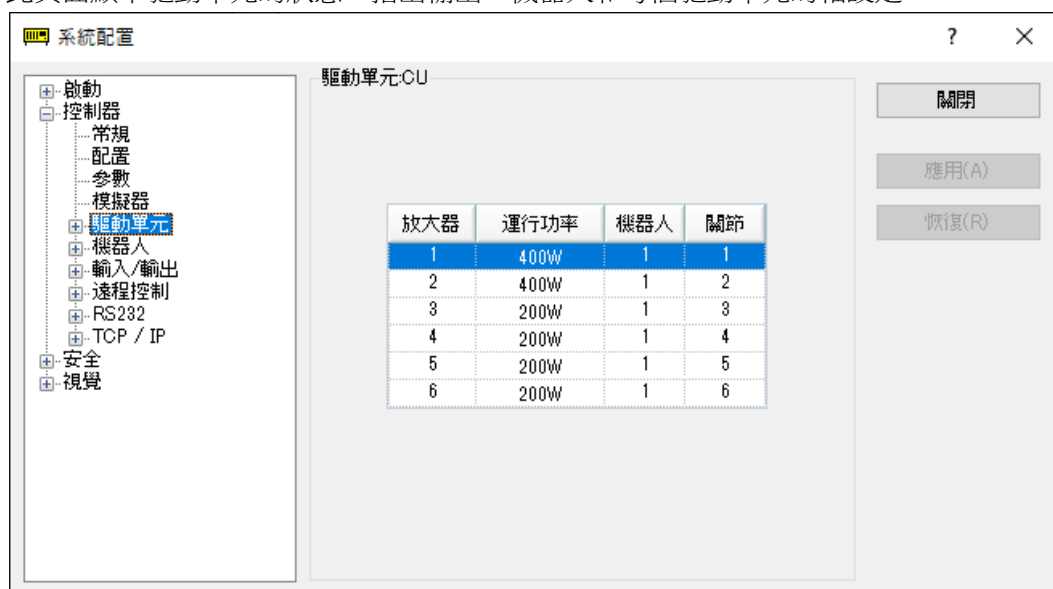 系統配置
? ×
啟動
控制器
常規
配置
參數
模擬器
驅動單元
機器人
輸入/輸出
遠程控制
RS232
TCP / IP
安全
視覺
驅動單元:CU
放大器 運行功率 機器人 關節
1 400W 1 1
2 400W 1 2
3 200W 1 3
4 200W 1 4
5 200W 1 5
6 200W 1 6
關閉
應用(A)
恢復(R)